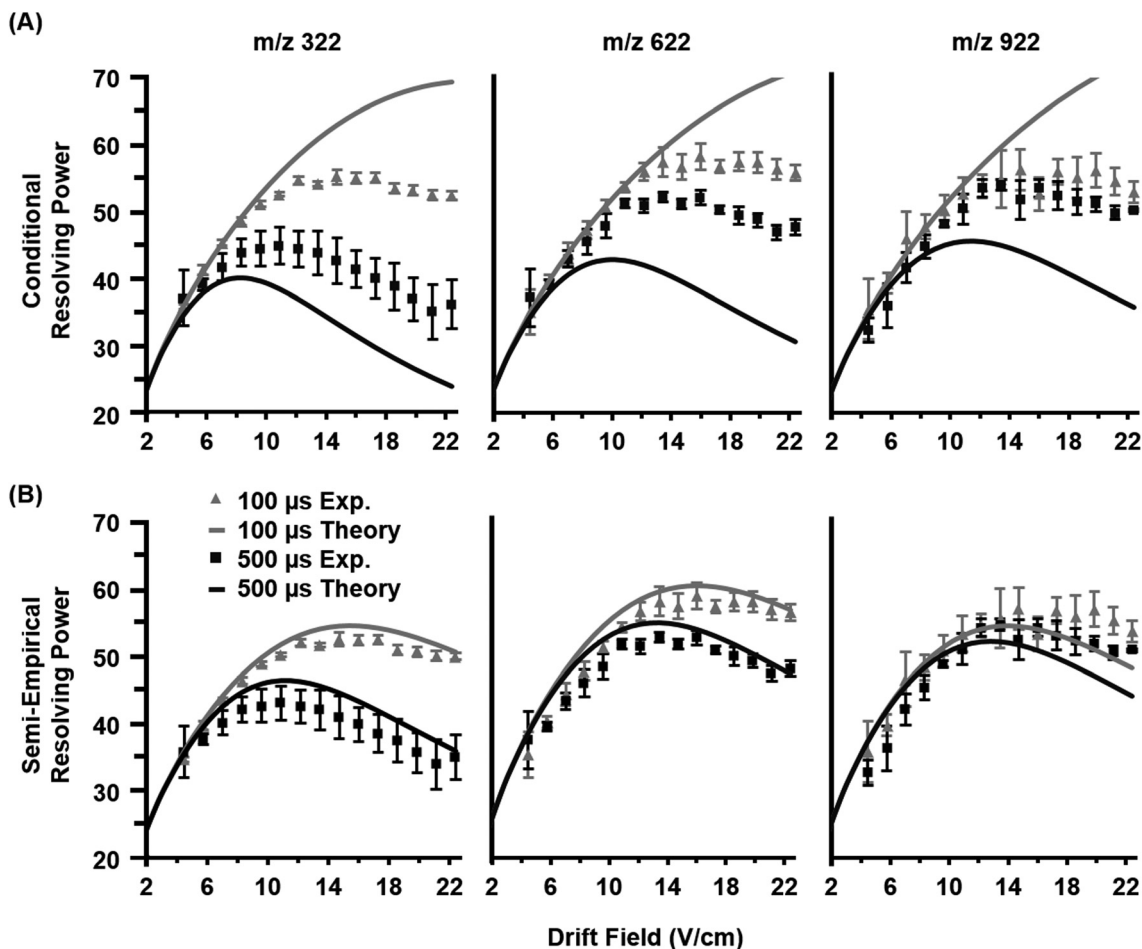 (A)
m/z 322
m/z 622
m/z 922
Conditional
Resolving Power
70
60
50
40
30
20
2 6 10 14 18 22
2 6 10 14 18 22
2 6 10 14 18 22
(B)
100 µs Exp.
100 µs Theory
500 µs Exp.
500 µs Theory
Semi-Empirical
Resolving Power
70
60
50
40
30
20
2 6 10 14 18 22
2 6 10 14 18 22
2 6 10 14 18 22
Drift Field (V/cm)